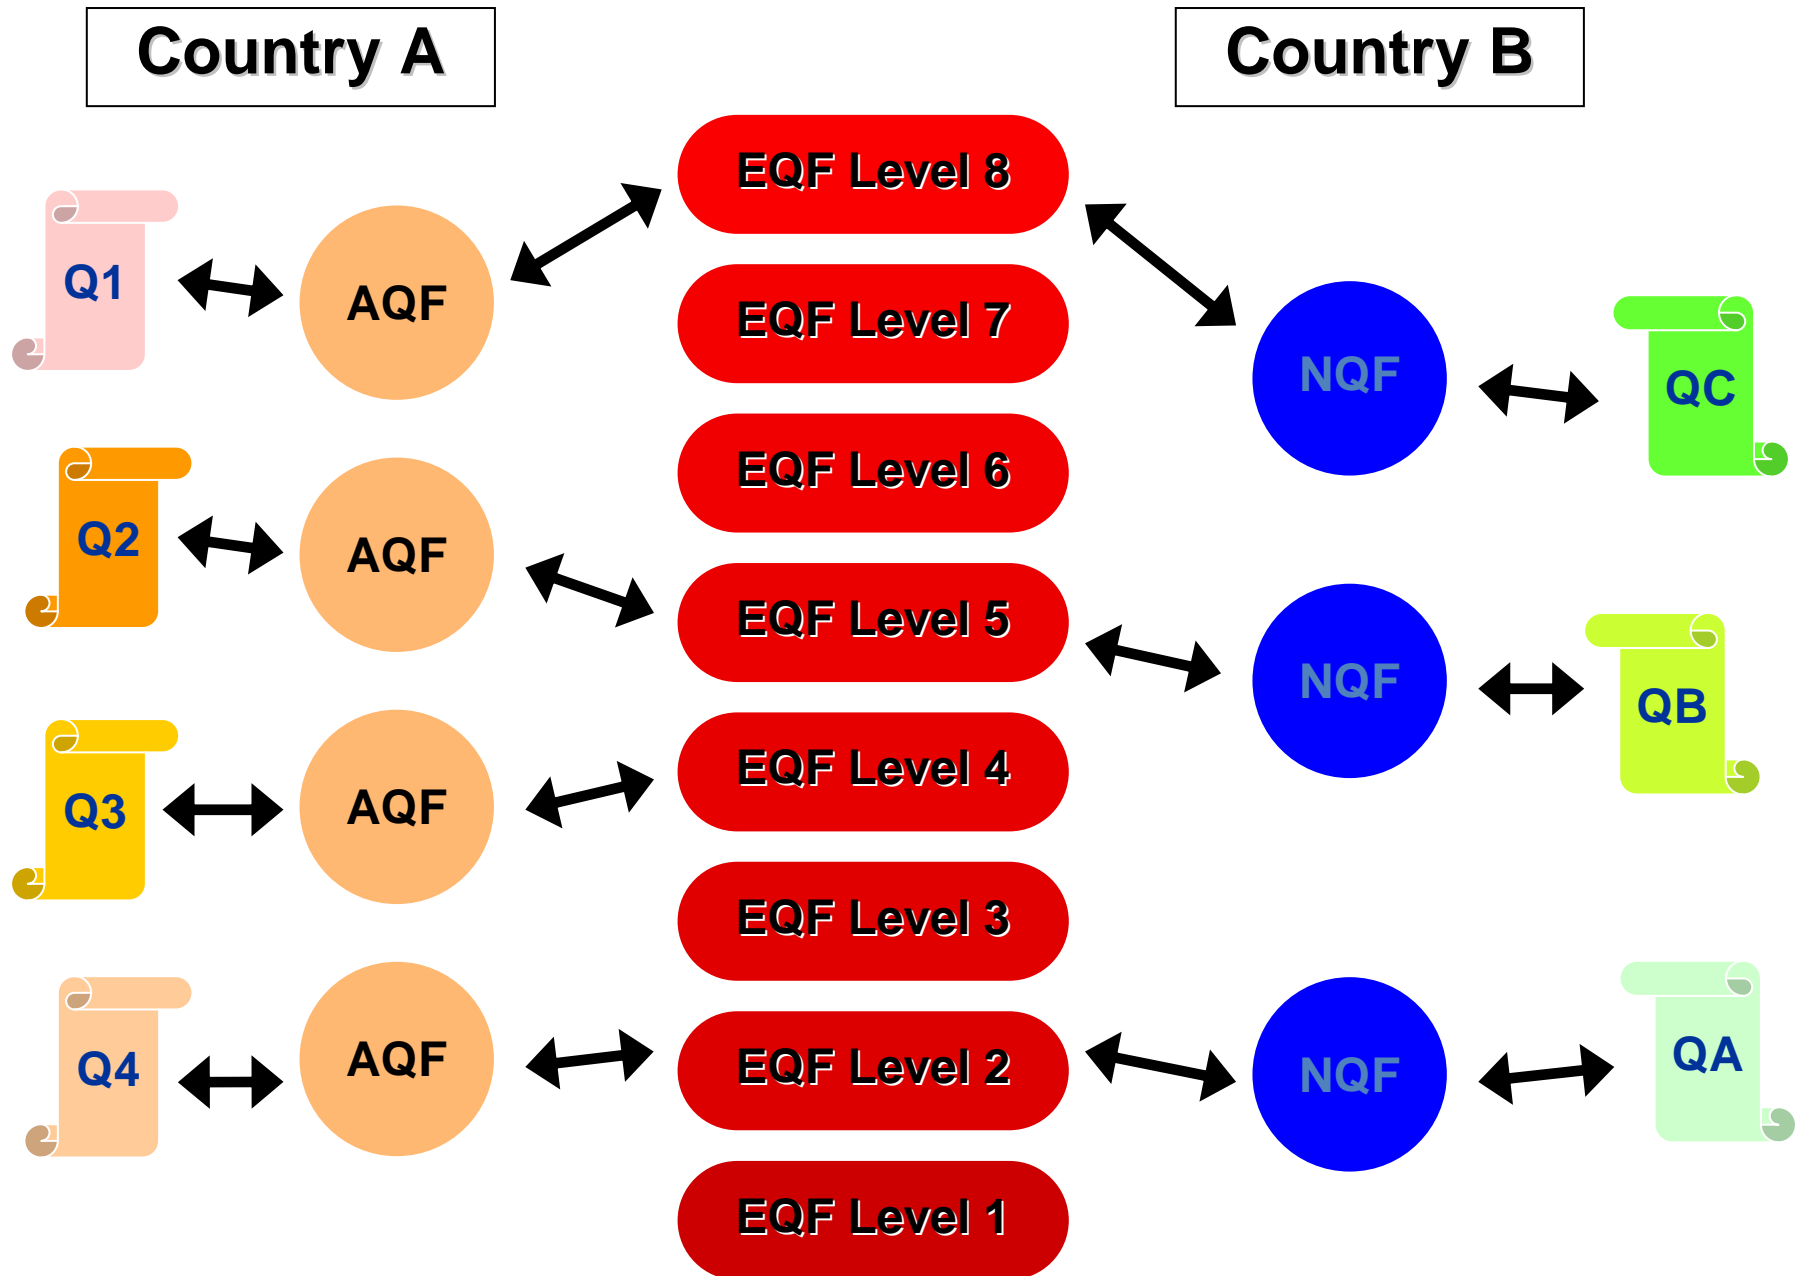 Country A
Country B
EQF Level 8
Q1
AQF
EQF Level 7
NQF
QC
EQF Level 6
Q2
AQF
EQF Level 5
NQF
QB
Q3
AQF
EQF Level 4
EQF Level 3
Q4
AQF
EQF Level 2
NQF
QA
EQF Level 1